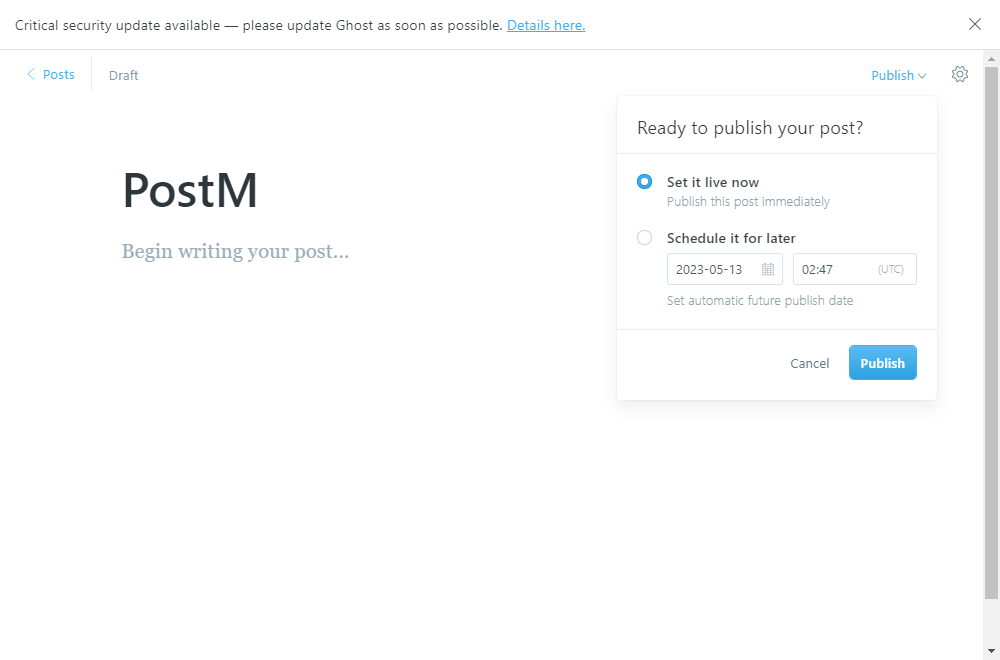 Critical security update available — please update Ghost as soon as possible. Details here.
Posts
Draft
Publish
Ready to publish your post?
PostM
Set it live now
Publish this post immediately
Begin writing your post...
Schedule it for later
2023-05-13
02:47
(UTC)
Set automatic future publish date
Cancel
Publish